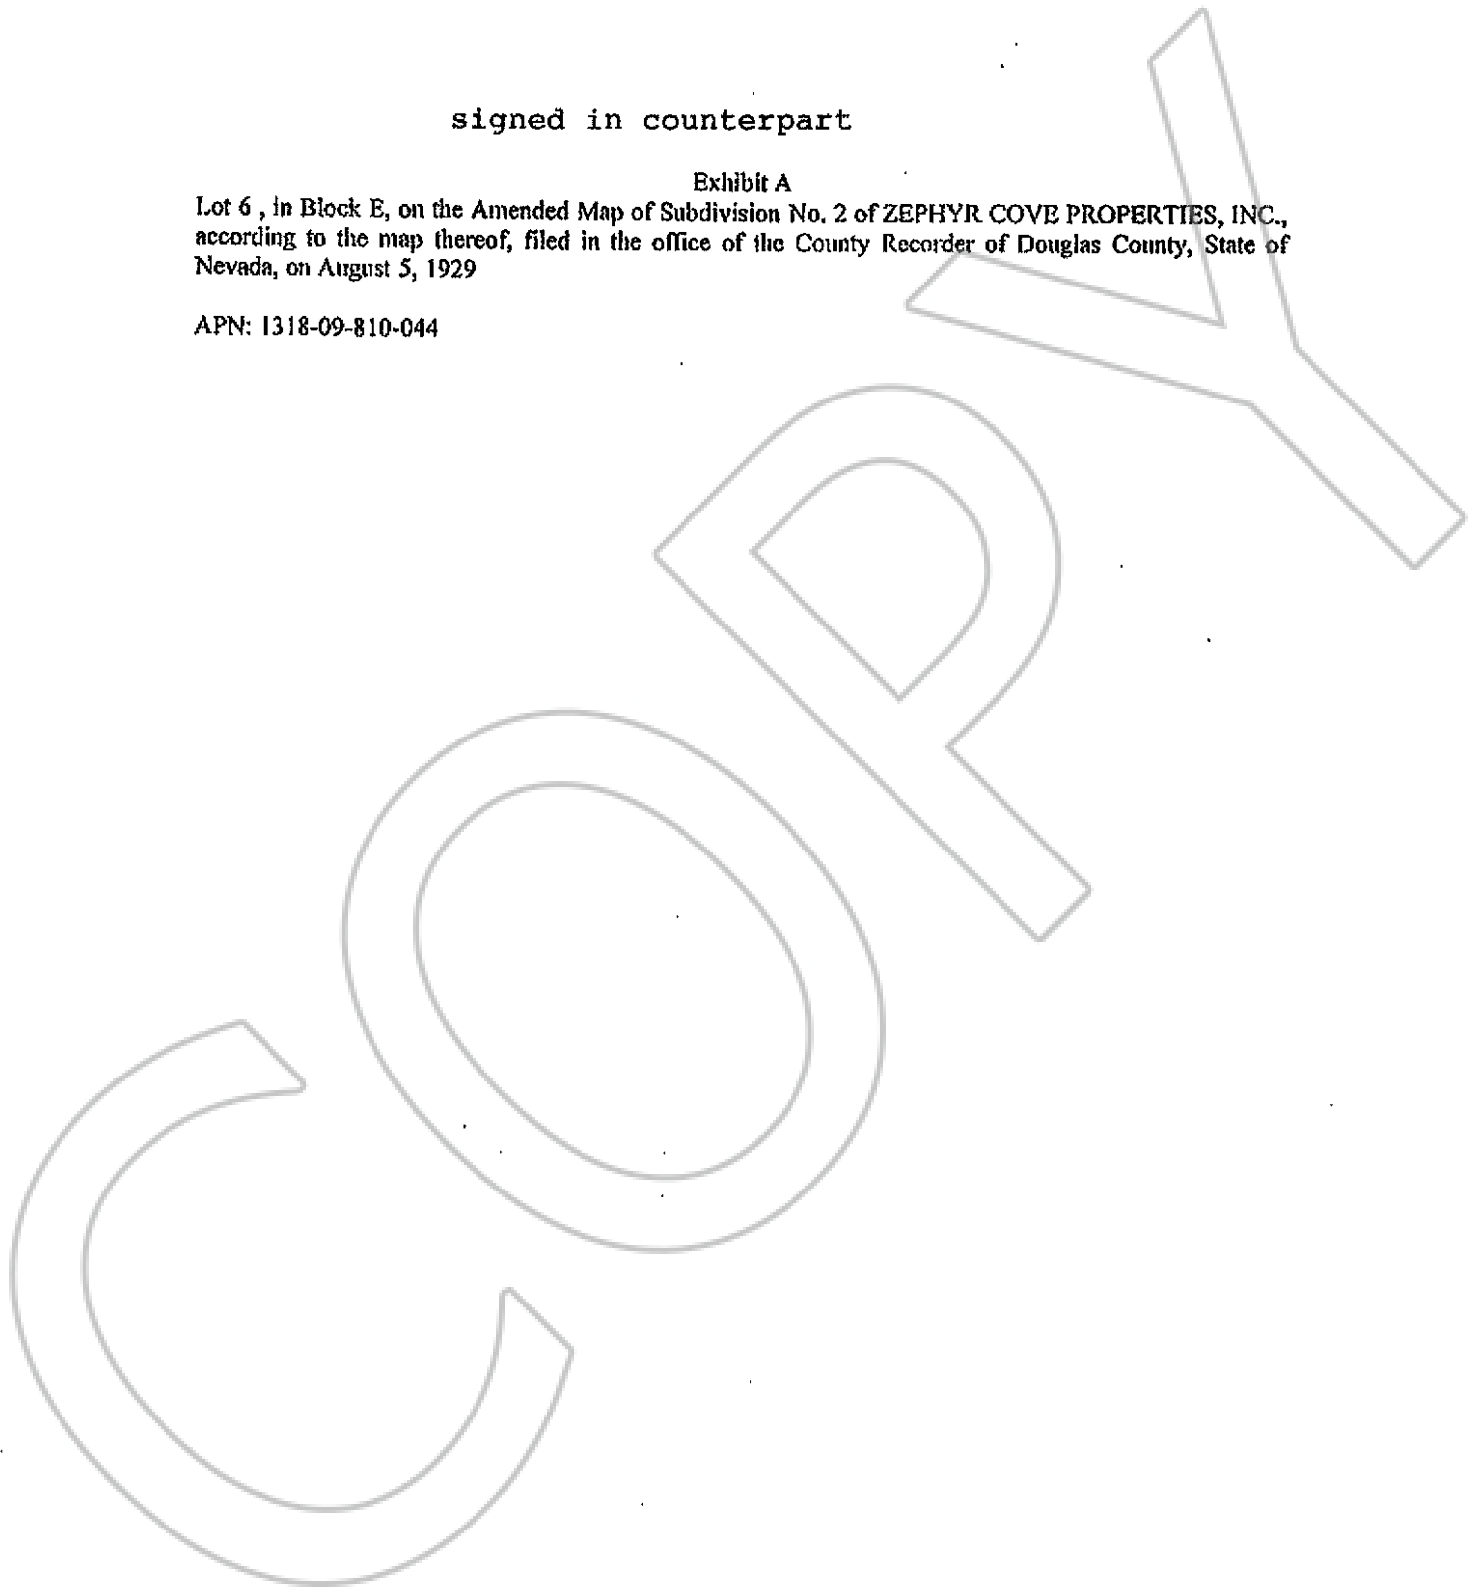 signed in counterpart
Exhibit A
Lot 6 , in Block E, on the Amended Map of Subdivision No. 2 of ZEPHYR COVE PROPERTIES, INC.,
according to the map thereof, filed in the office of the County Recorder of Douglas County, State of
Nevada, on August 5, 1929
APN: 1318-09-810-044
COPY